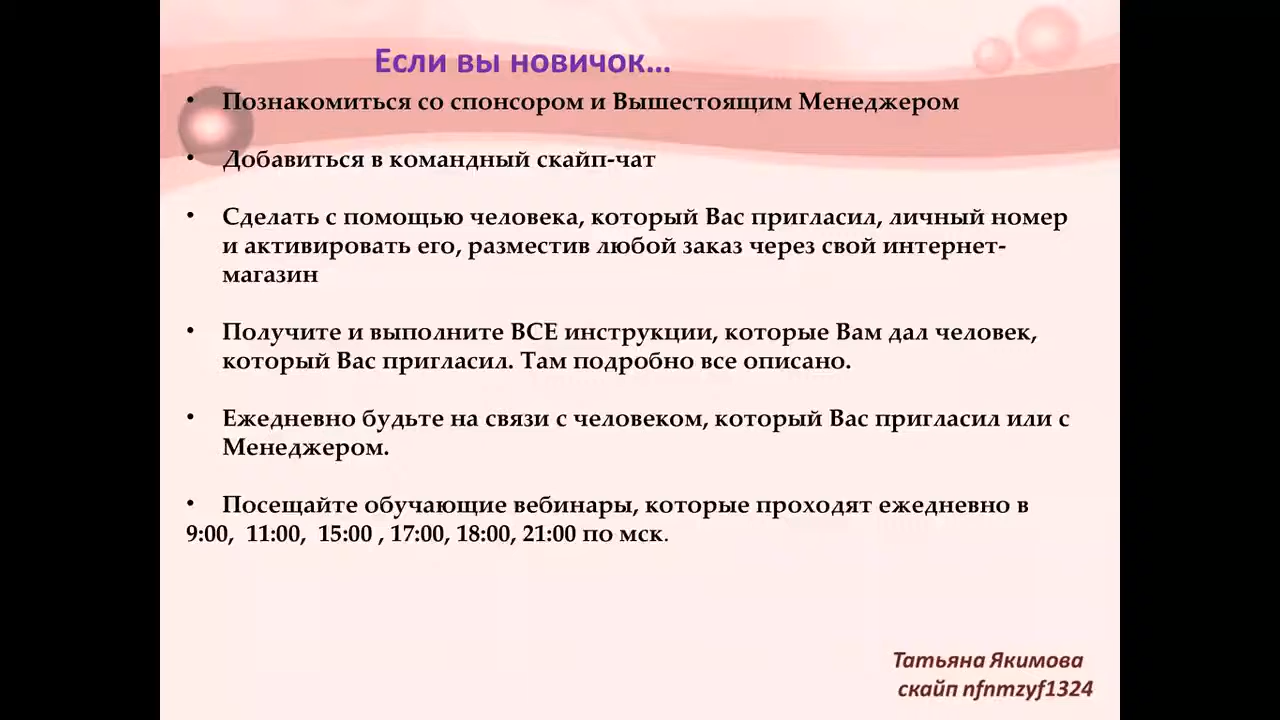 Если вы новичок…
• Познакомиться со спонсором и Вышестоящим Менеджером
• Добавиться в командный скайп-чат
• Сделать с помощью человека, который Вас пригласил, личный номер
и активировать его, разместив любой заказ через свой интернет-
магазин
• Получите и выполните ВСЕ инструкции, которые Вам дал человек,
который Вас пригласил. Там подробно все описано.
• Ежедневно будьте на связи с человеком, который Вас пригласил или с
Менеджером.
• Посещайте обучающие вебинары, которые проходят ежедневно в
9:00, 11:00, 15:00 , 17:00, 18:00, 21:00 по мск.
Татьяна Якимова
скайп nfnmzyf1324